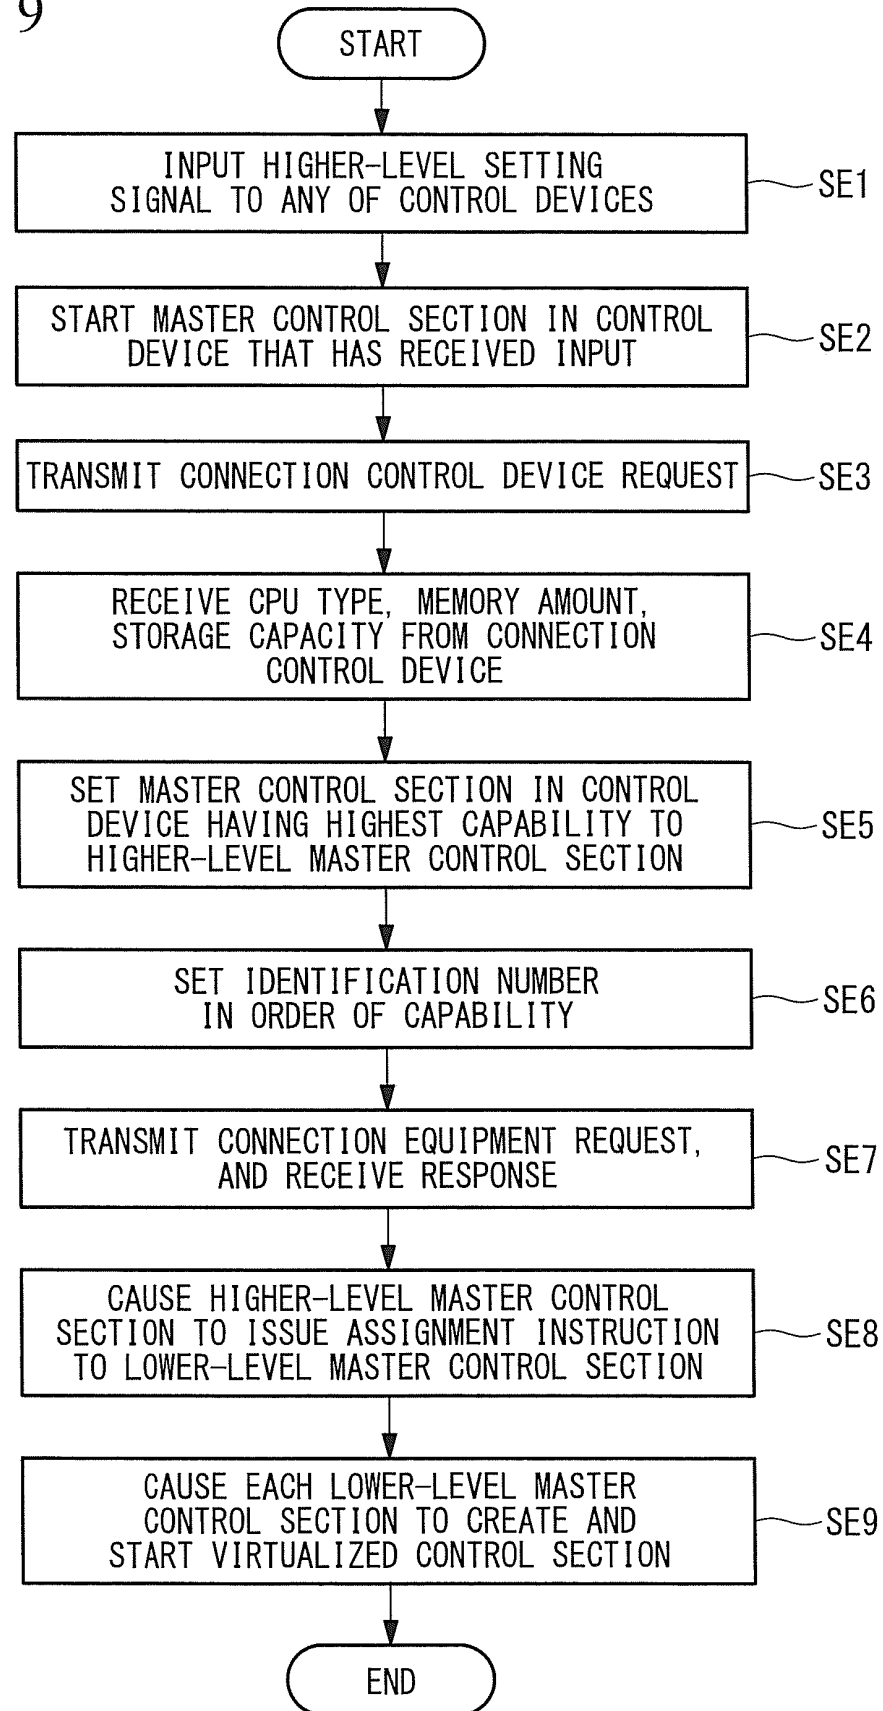 9
START
INPUT HIGHER-LEVEL SETTING
SIGNAL TO ANY OF CONTROL DEVICES
SE1
START MASTER CONTROL SECTION IN CONTROL
DEVICE THAT HAS RECEIVED INPUT
SE2
TRANSMIT CONNECTION CONTROL DEVICE REQUEST
SE3
RECEIVE CPU TYPE, MEMORY AMOUNT,
STORAGE CAPACITY FROM CONNECTION
CONTROL DEVICE
SE4
SET MASTER CONTROL SECTION IN CONTROL
DEVICE HAVING HIGHEST CAPABILITY TO
HIGHER-LEVEL MASTER CONTROL SECTION
SE5
SET IDENTIFICATION NUMBER
IN ORDER OF CAPABILITY
SE6
TRANSMIT CONNECTION EQUIPMENT REQUEST,
AND RECEIVE RESPONSE
SE7
CAUSE HIGHER-LEVEL MASTER CONTROL
SECTION TO ISSUE ASSIGNMENT INSTRUCTION
TO LOWER-LEVEL MASTER CONTROL SECTION
SE8
CAUSE EACH LOWER-LEVEL MASTER
CONTROL SECTION TO CREATE AND
START VIRTUALIZED CONTROL SECTION
SE9
END